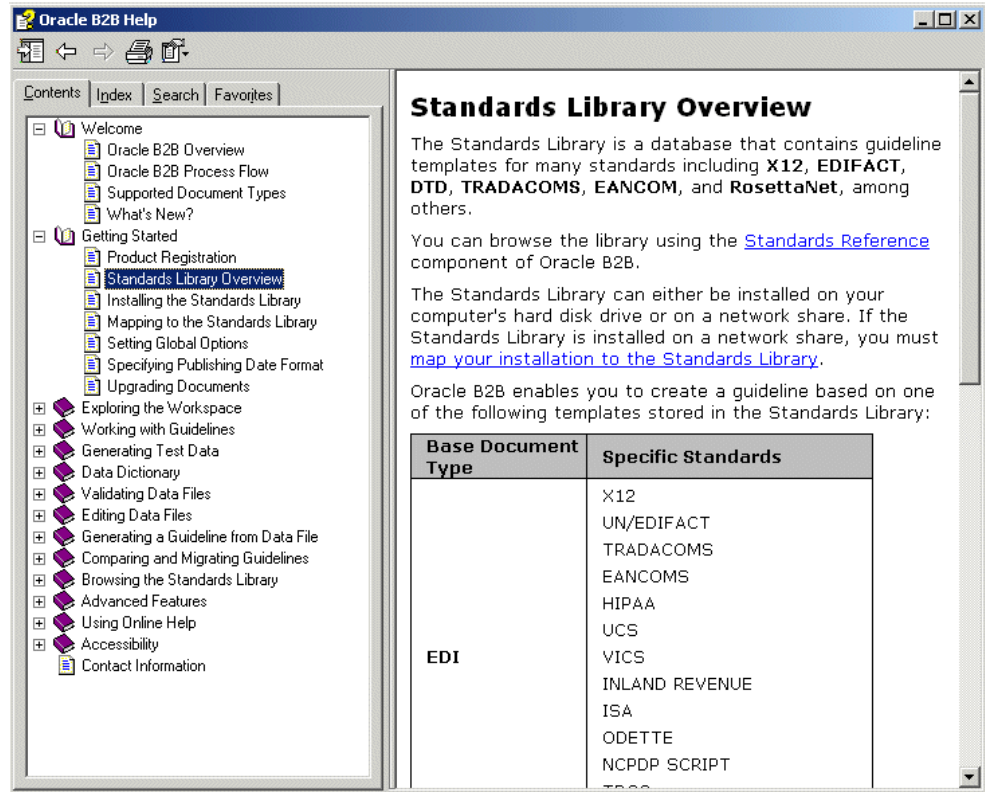 Oracle B2B Help
Contents
Index
Search
Favorites
Welcome
Oracle B2B Overview
Oracle B2B Process Flow
Supported Document Types
What's New?
Getting Started
Product Registration
Standards Library Overview
Installing the Standards Library
Mapping to the Standards Library
Setting Global Options
Specifying Publishing Date Format
Upgrading Documents
Exploring the Workspace
Working with Guidelines
Generating Test Data
Data Dictionary
Validating Data Files
Editing Data Files
Generating a Guideline from Data File
Comparing and Migrating Guidelines
Browsing the Standards Library
Advanced Features
Using Online Help
Accessibility
Contact Information
Standards Library Overview
The Standards Library is a database that contains guideline
templates for many standards including X12, EDIFACT,
DTD, TRADACOMS, EANCOM, and RosettaNet, among
others.
You can browse the library using the Standards Reference
component of Oracle B2B.
The Standards Library can either be installed on your
computer's hard disk drive or on a network share. If the
Standards Library is installed on a network share, you must
map your installation to the Standards Library.
Oracle B2B enables you to create a guideline based on one
of the following templates stored in the Standards Library:
Base Document
Type
Specific Standards
EDI
X12
UN/EDIFACT
TRADACOMS
EANCOMS
HIPAA
UCS
VICS
INLAND REVENUE
ISA
ODETTE
NCPDP SCRIPT